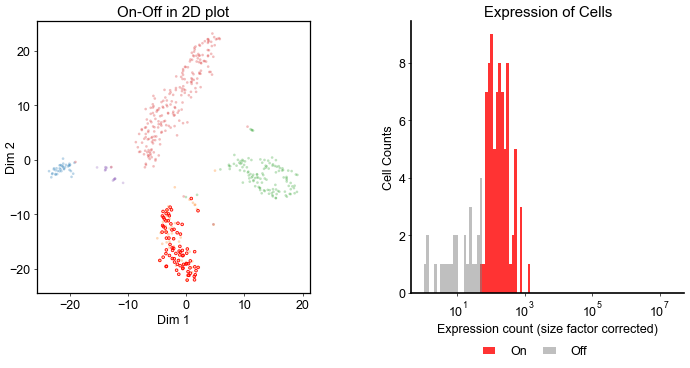 On-Off in 2D plot
Dim 2
20
10
0
−10
−20
−20 −10 0 10 20
Dim 1
Expression of Cells
Cell Counts
8
6
4
2
0
10^1 10^3 10^5 10^7
Expression count (size factor corrected)
On Off